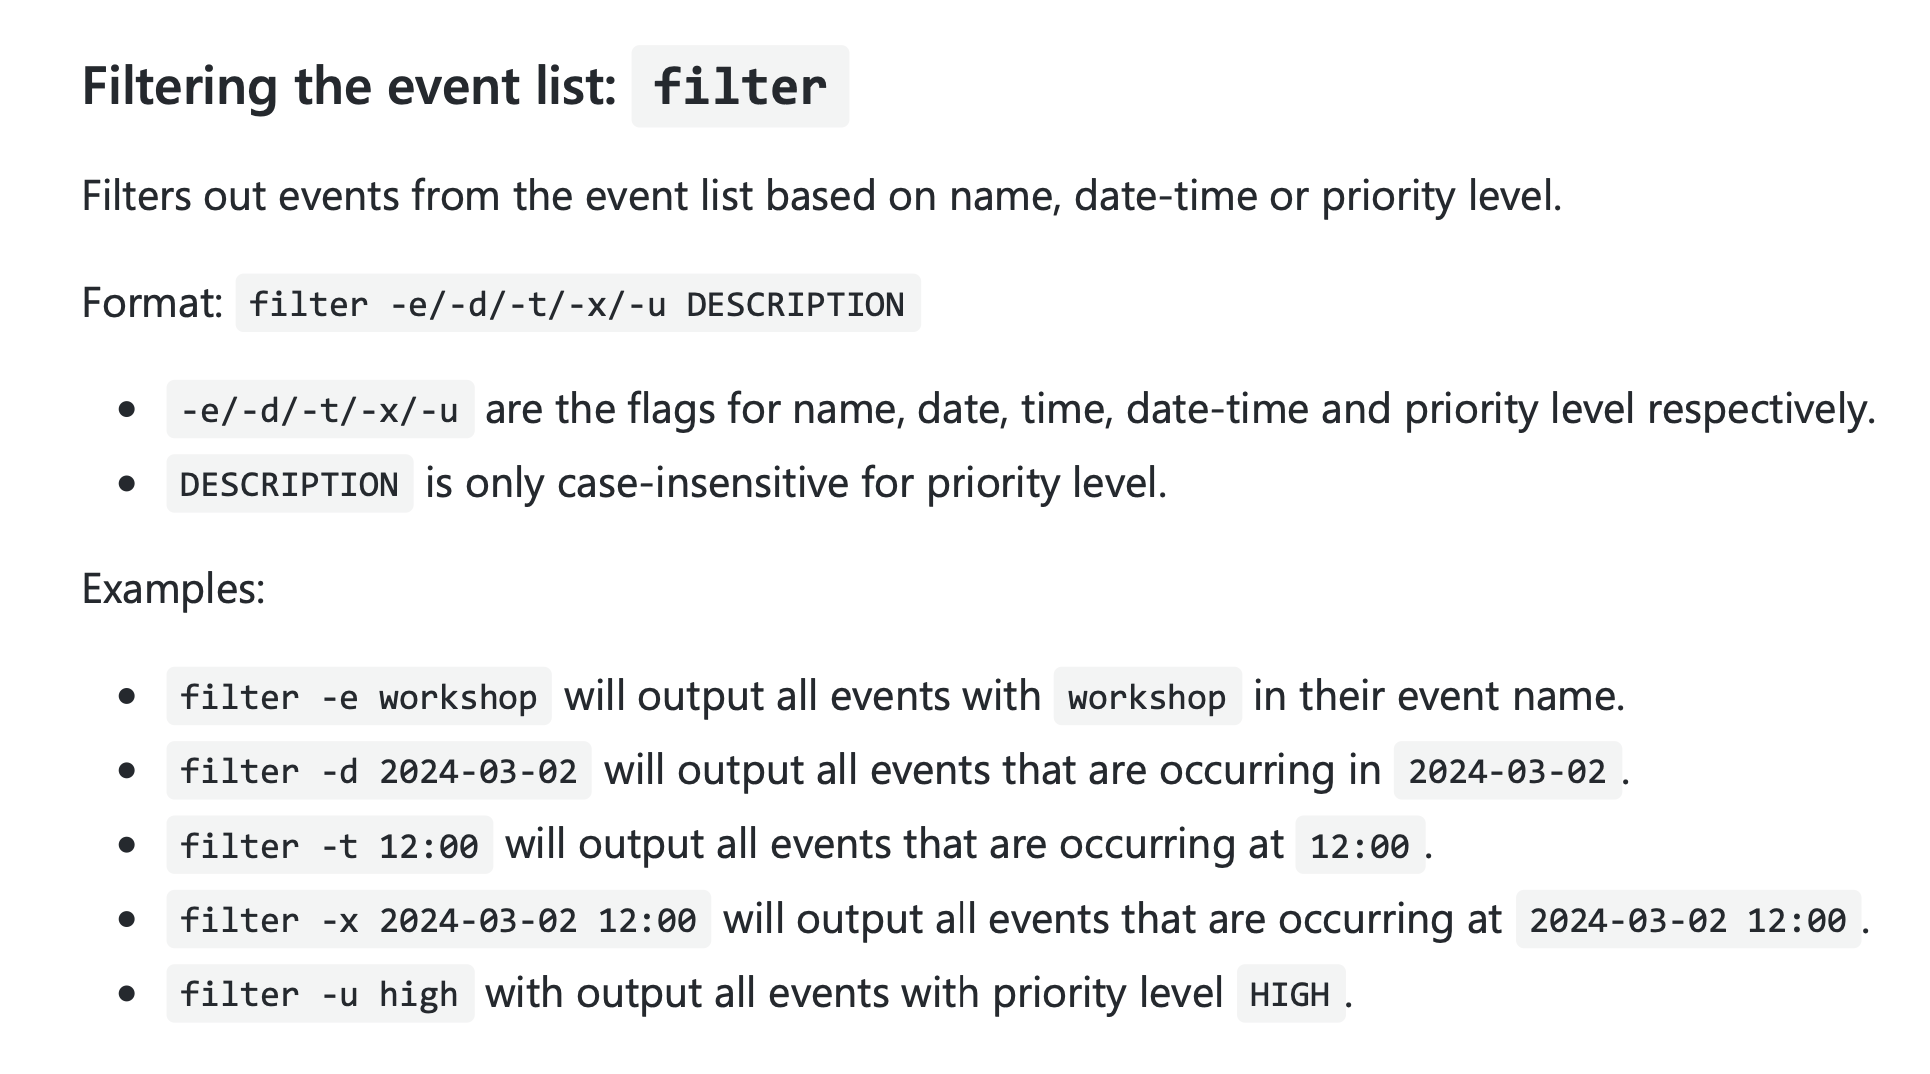 Filtering the event list: filter
Filters out events from the event list based on name, date-time or priority level.
Format: filter -e/-d/-t/-x/-u DESCRIPTION
• -e/-d/-t/-x/-u are the flags for name, date, time, date-time and priority level respectively.
• DESCRIPTION is only case-insensitive for priority level.
Examples:
• filter -e workshop will output all events with workshop in their event name.
• filter -d 2024-03-02 will output all events that are occurring in 2024-03-02.
• filter -t 12:00 will output all events that are occurring at 12:00.
• filter -x 2024-03-02 12:00 will output all events that are occurring at 2024-03-02 12:00.
• filter -u high with output all events with priority level HIGH.